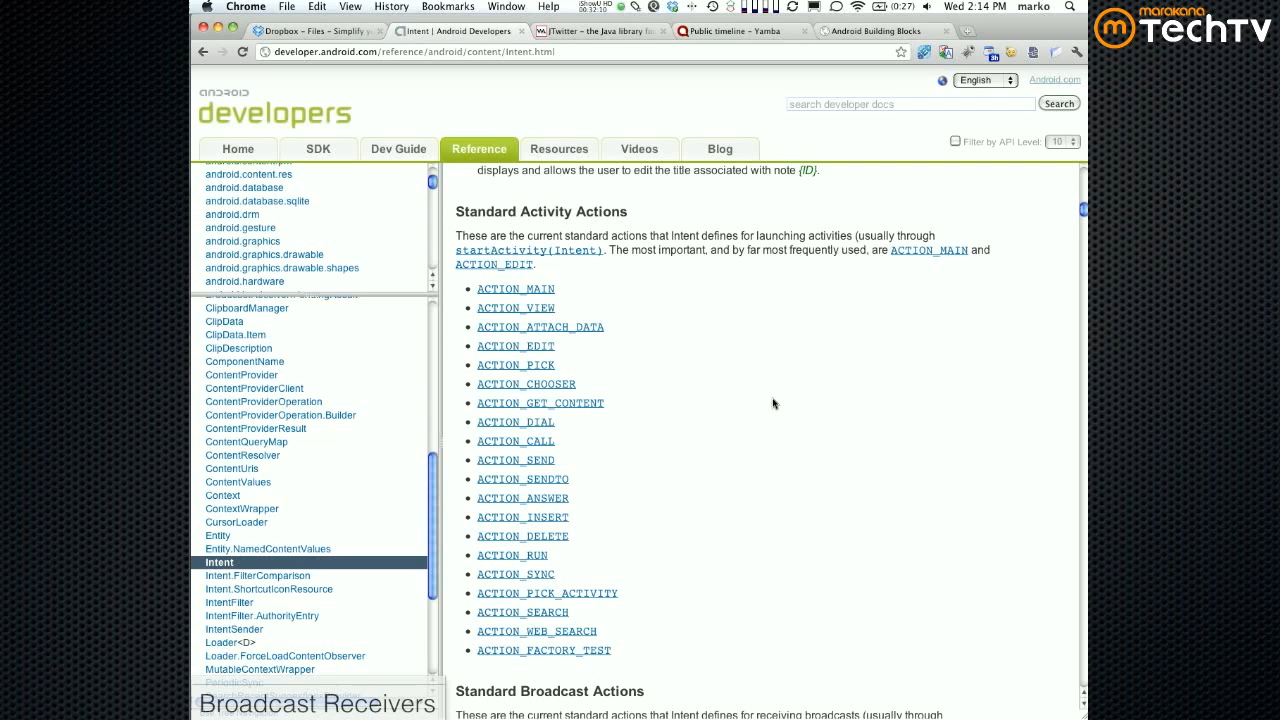 Chrome File Edit View History Bookmarks Window Help iShowU HD 00:32:10 (0:27) Wed 2:14 PM marko
marakana
TechTV
Dropbox – Files – Simplify y Intent | Android Developers JTwitter – the Java library fo Public timeline – Yamba Android Building Blocks
developer.android.com/reference/android/content/Intent.html
English Android.com
android
developers
search developer docs Search
Home SDK Dev Guide Reference Resources Videos Blog
Filter by API Level: 10
android.content.res
android.database
android.database.sqlite
android.drm
android.gesture
android.graphics
android.graphics.drawable
android.graphics.drawable.shapes
android.hardware
ClipboardManager
ClipData
ClipData.Item
ClipDescription
ComponentName
ContentProvider
ContentProviderClient
ContentProviderOperation
ContentProviderOperation.Builder
ContentProviderResult
ContentQueryMap
ContentResolver
ContentUris
ContentValues
Context
ContextWrapper
CursorLoader
Entity
Entity.NamedContentValues
Intent
Intent.FilterComparison
Intent.ShortcutIconResource
IntentFilter
IntentFilter.AuthorityEntry
IntentSender
Loader<D>
Loader.ForceLoadContentObserver
MutableContextWrapper
PeriodicSync
Broadcast Receivers
displays and allows the user to edit the title associated with note {ID}.
Standard Activity Actions
These are the current standard actions that Intent defines for launching activities (usually through
startActivity(Intent). The most important, and by far most frequently used, are ACTION_MAIN and
ACTION_EDIT.
• ACTION_MAIN
• ACTION_VIEW
• ACTION_ATTACH_DATA
• ACTION_EDIT
• ACTION_PICK
• ACTION_CHOOSER
• ACTION_GET_CONTENT
• ACTION_DIAL
• ACTION_CALL
• ACTION_SEND
• ACTION_SENDTO
• ACTION_ANSWER
• ACTION_INSERT
• ACTION_DELETE
• ACTION_RUN
• ACTION_SYNC
• ACTION_PICK_ACTIVITY
• ACTION_SEARCH
• ACTION_WEB_SEARCH
• ACTION_FACTORY_TEST
Standard Broadcast Actions
These are the current standard actions that Intent defines for receiving broadcasts (usually through